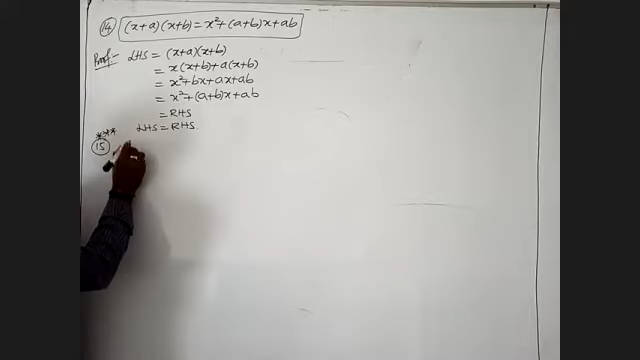 14 (x+a)(x+b) = x²+(a+b)x+ab
Proof:- LHS = (x+a)(x+b)
= x(x+b)+a(x+b)
= x²+bx+ax+ab
= x²+(a+b)x+ab
= RHS
LHS = RHS.
***
15